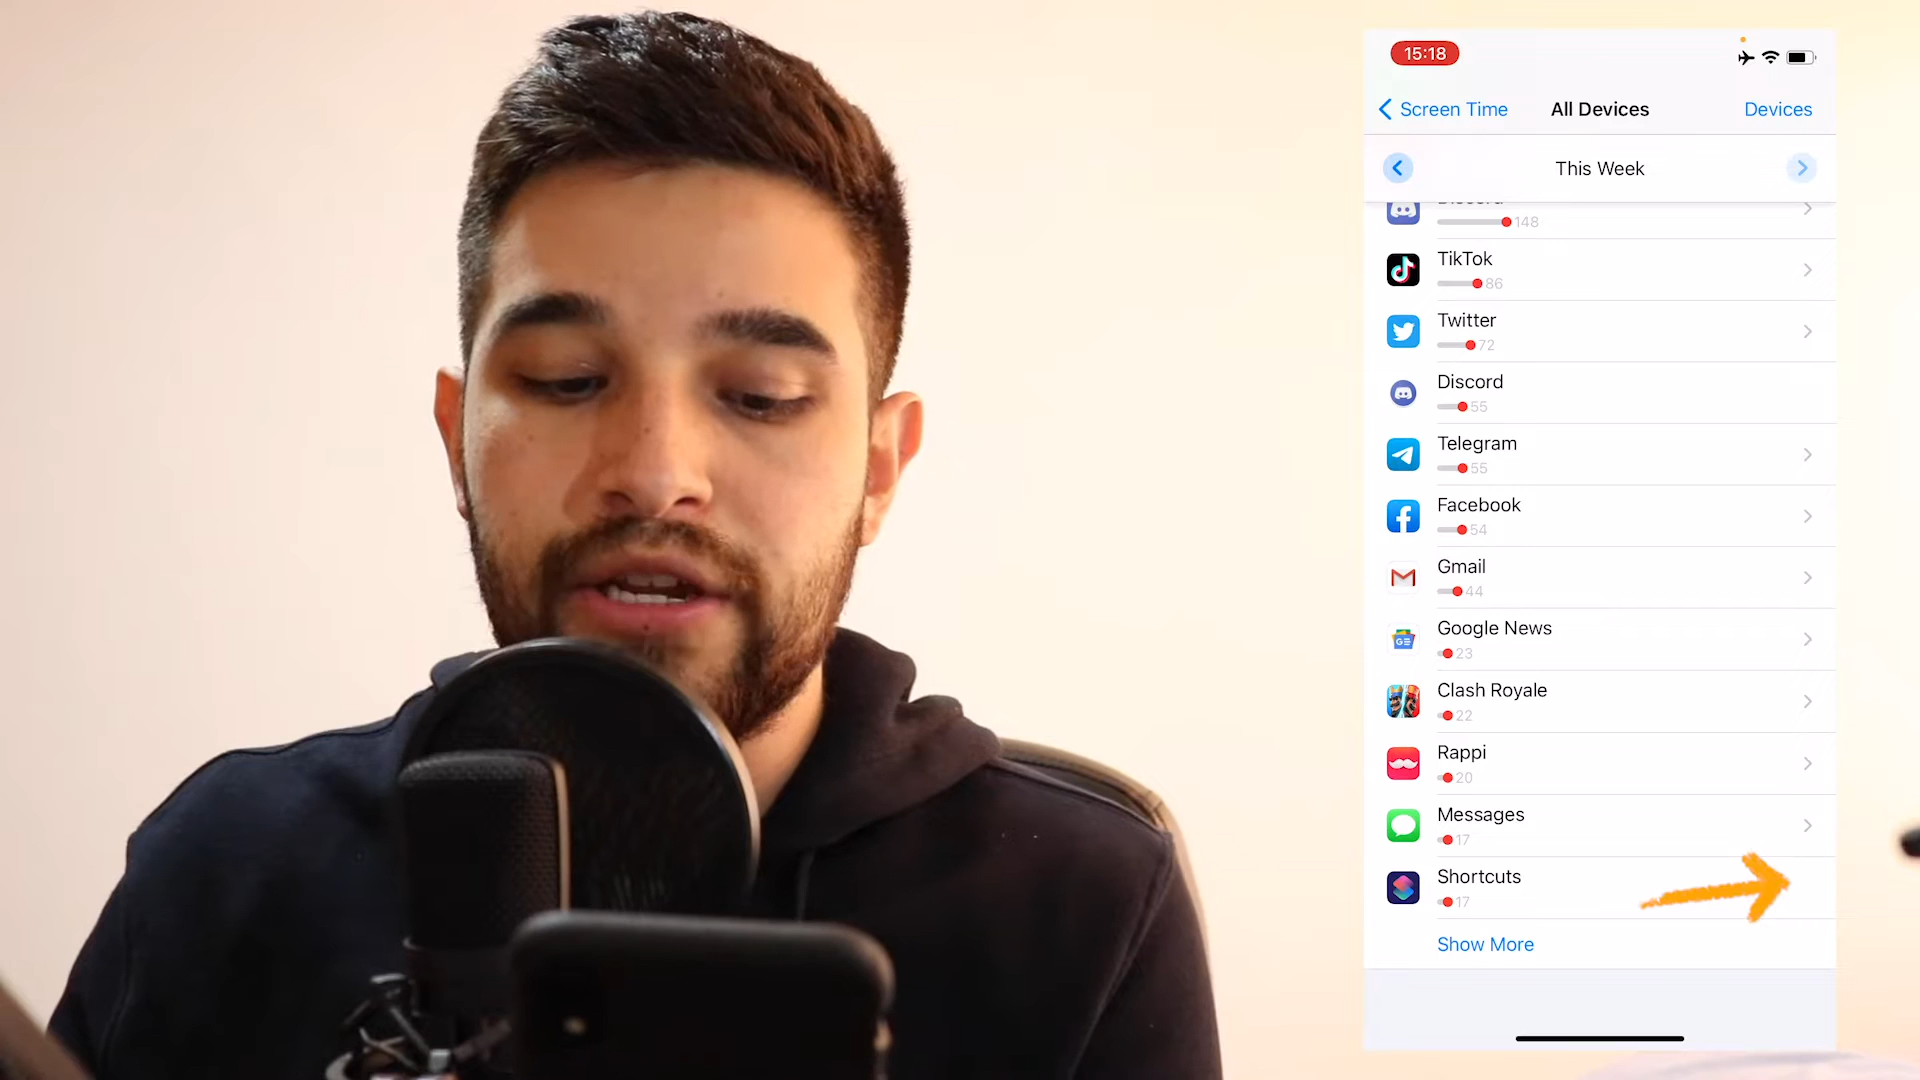 15:18
Screen Time
All Devices
Devices
This Week
Discord
148
TikTok
86
Twitter
72
Discord
55
Telegram
55
Facebook
54
Gmail
44
Google News
23
Clash Royale
22
Rappi
20
Messages
17
Shortcuts
17
Show More